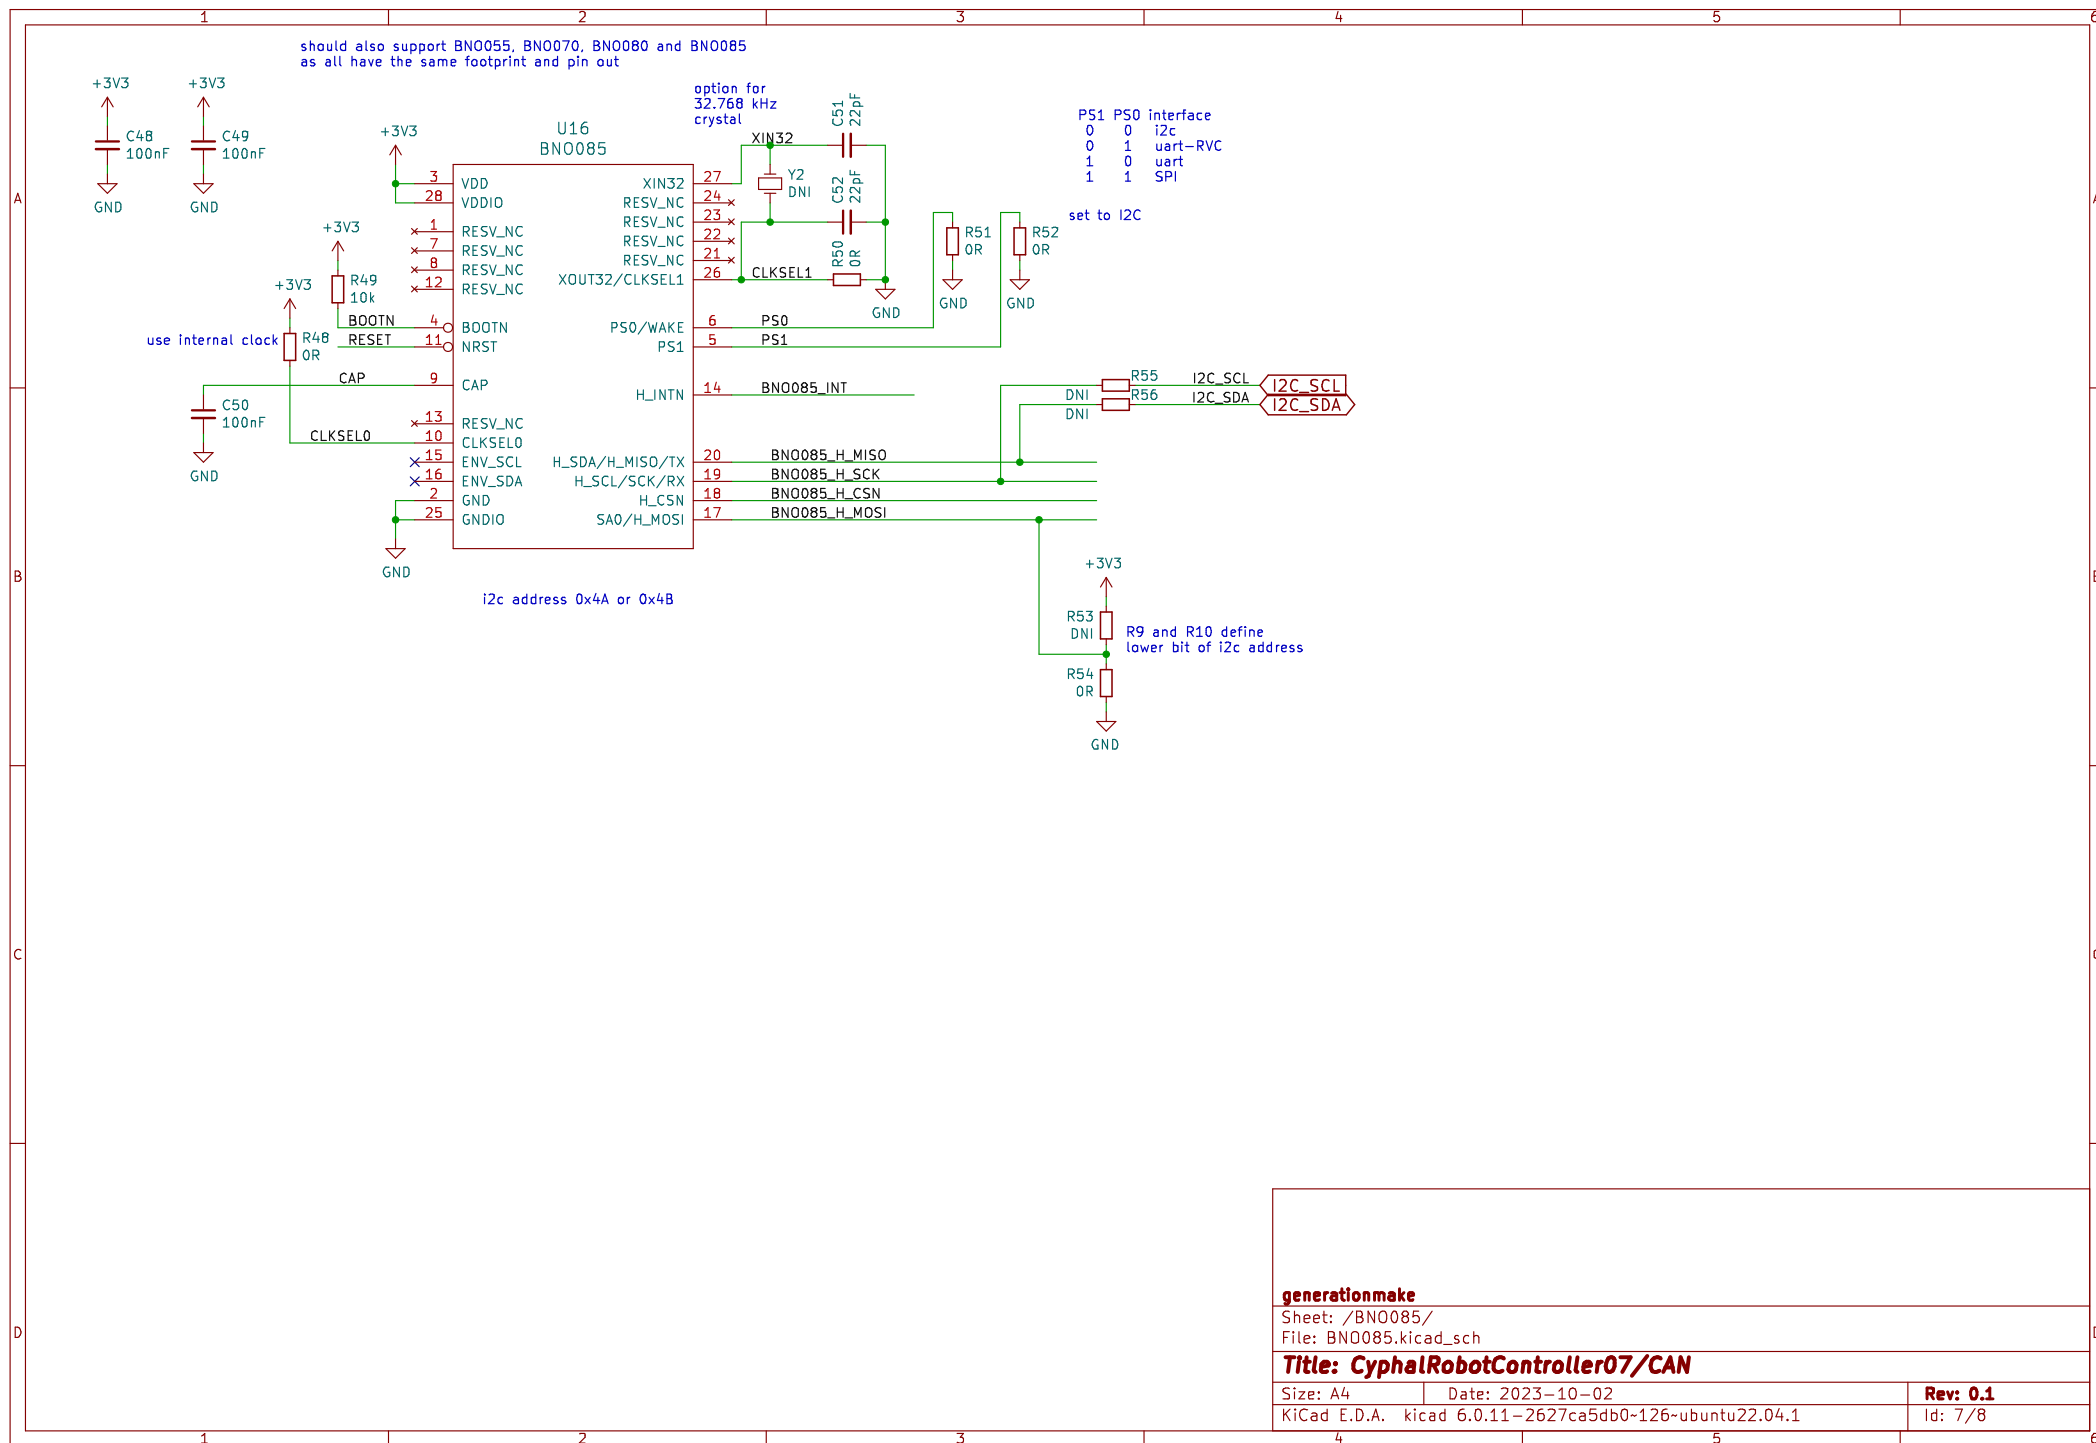 1 2 3 4 5 6
should also support BNO055, BNO070, BNO080 and BNO085
as all have the same footprint and pin out
+3V3
C48
100nF
GND
+3V3
C49
100nF
GND
+3V3
U16
BNO085
3 VDD
28 VDDIO
1 RESV_NC
7 RESV_NC
8 RESV_NC
12 RESV_NC
4 BOOTN
11 NRST
9 CAP
13 RESV_NC
10 CLKSEL0
15 ENV_SCL
16 ENV_SDA
2 GND
25 GNDIO
XIN32 27
RESV_NC 24
RESV_NC 23
RESV_NC 22
RESV_NC 21
XOUT32/CLKSEL1 26
PS0/WAKE 6
PS1 5
H_INTN 14
H_SDA/H_MISO/TX 20
H_SCL/SCK/RX 19
H_CSN 18
SA0/H_MOSI 17
+3V3
R49
10k
+3V3
R48
0R
use internal clock
BOOTN
RESET
CAP
C50
100nF
GND
CLKSEL0
GND
i2c address 0x4A or 0x4B
option for
32.768 kHz
crystal
XIN32
C51
22pF
Y2
DNI
C52
22pF
R50
0R
CLKSEL1
GND
R51
0R
GND
R52
0R
GND
PS1 PS0 interface
0 0 i2c
0 1 uart-RVC
1 0 uart
1 1 SPI
set to I2C
PS0
PS1
BNO085_INT
R55
DNI
R56
DNI
I2C_SCL
I2C_SCL
I2C_SDA
I2C_SDA
BNO085_H_MISO
BNO085_H_SCK
BNO085_H_CSN
BNO085_H_MOSI
+3V3
R53
DNI
R9 and R10 define
lower bit of i2c address
R54
0R
GND
A
B
C
D
generationmake
Sheet: /BNO085/
File: BNO085.kicad_sch
Title: CyphalRobotController07/CAN
Size: A4 Date: 2023-10-02 Rev: 0.1
KiCad E.D.A. kicad 6.0.11-2627ca5db0~126~ubuntu22.04.1 Id: 7/8
1 2 3 4 5 6